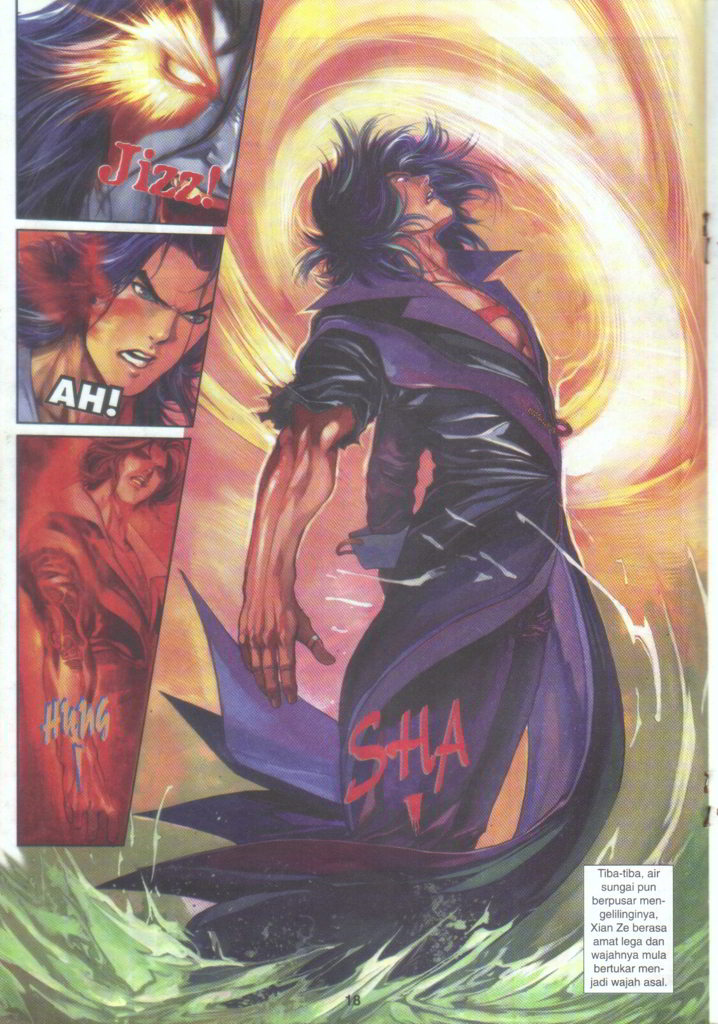 Jizz!
AH!
HUNG!
SHA!
Tiba-tiba, air
sungai pun
berpusar men-
gelilinginya,
Xian Ze berasa
amat lega dan
wajahnya mula
bertukar men-
jadi wajah asal.
18